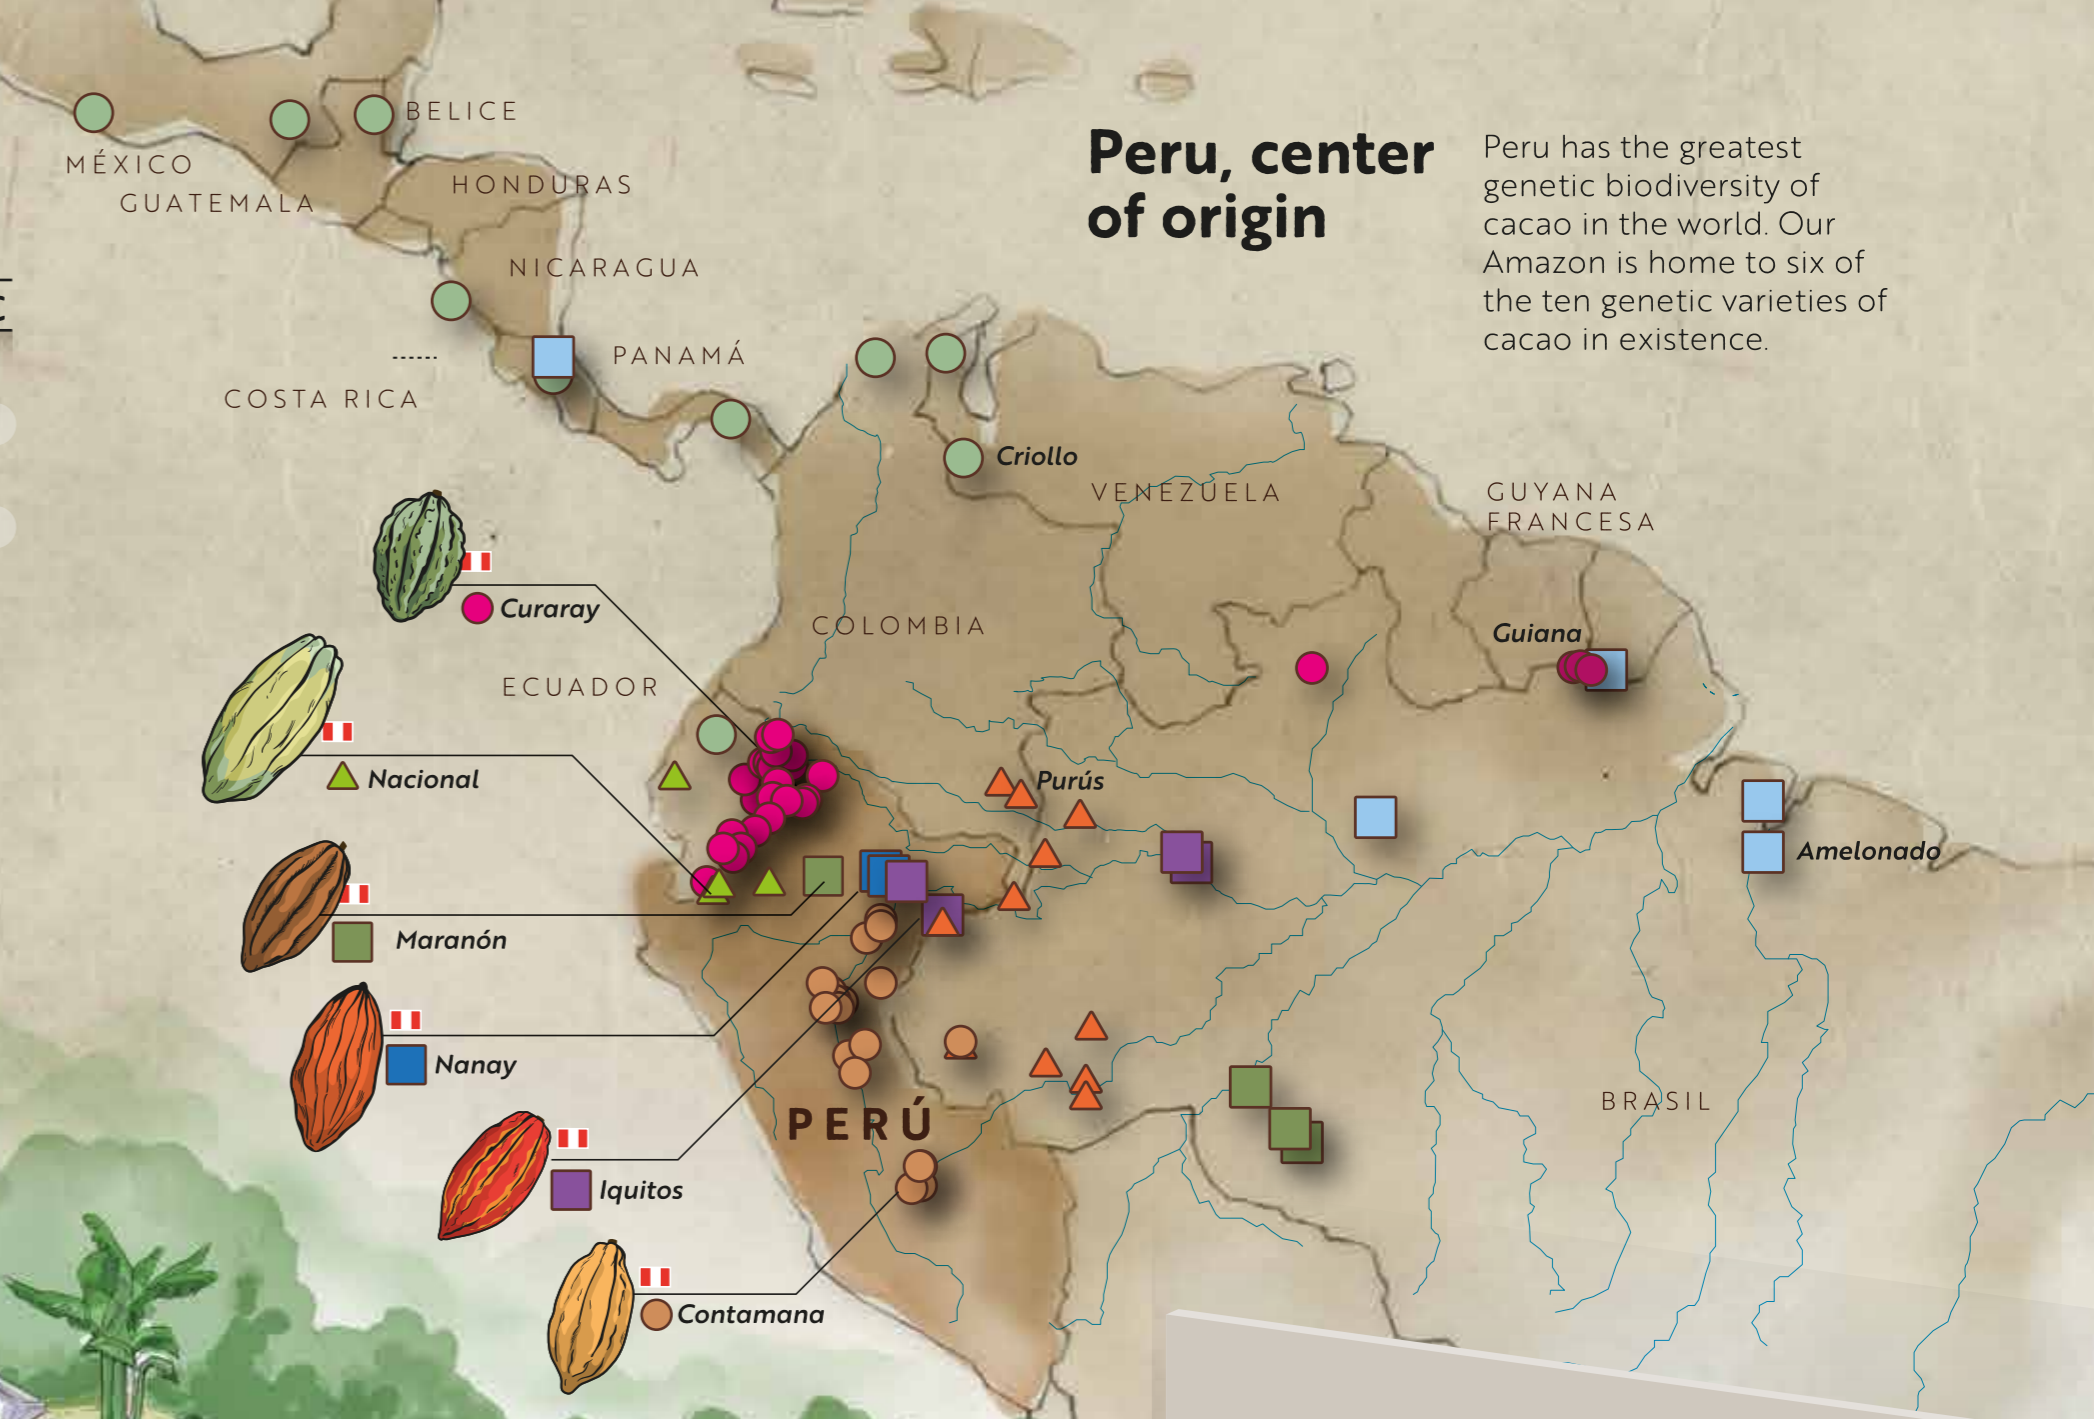 Peru, center
of origin
Peru has the greatest
genetic biodiversity of
cacao in the world. Our
Amazon is home to six of
the ten genetic varieties of
cacao in existence.
BELICE
MÉXICO
GUATEMALA
HONDURAS
NICARAGUA
PANAMÁ
COSTA RICA
Criollo
VENEZUELA
GUYANA
FRANCESA
Curaray
COLOMBIA
Guiana
ECUADOR
Nacional
Purús
Amelonado
Maranón
Nanay
PERÚ
BRASIL
Iquitos
Contamana